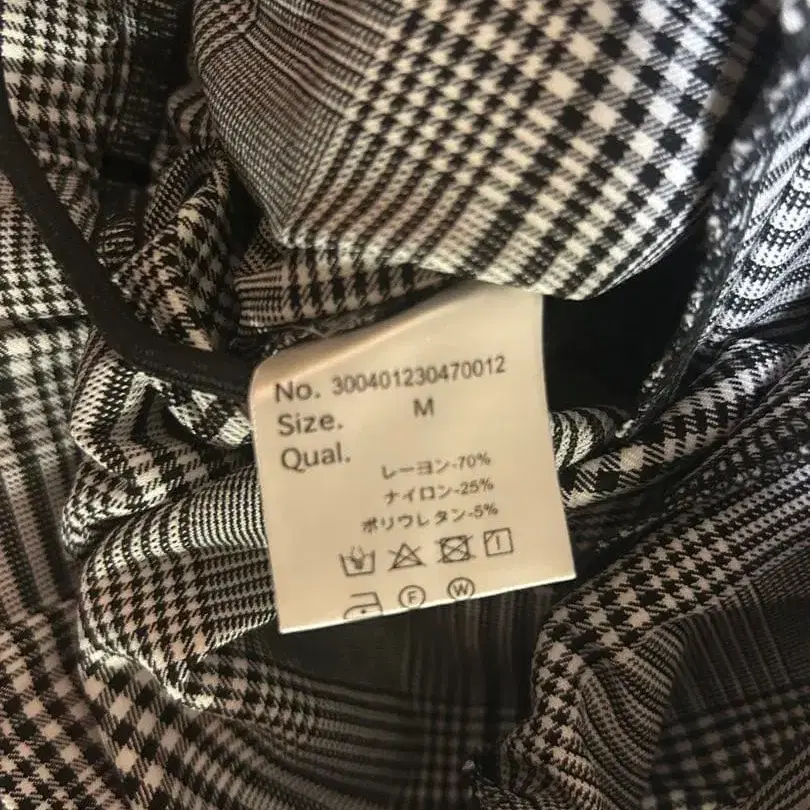 No. 300401230470012
Size. M
Qual.
レーヨン-70%
ナイロン-25%
ポリウレタン-5%
F W